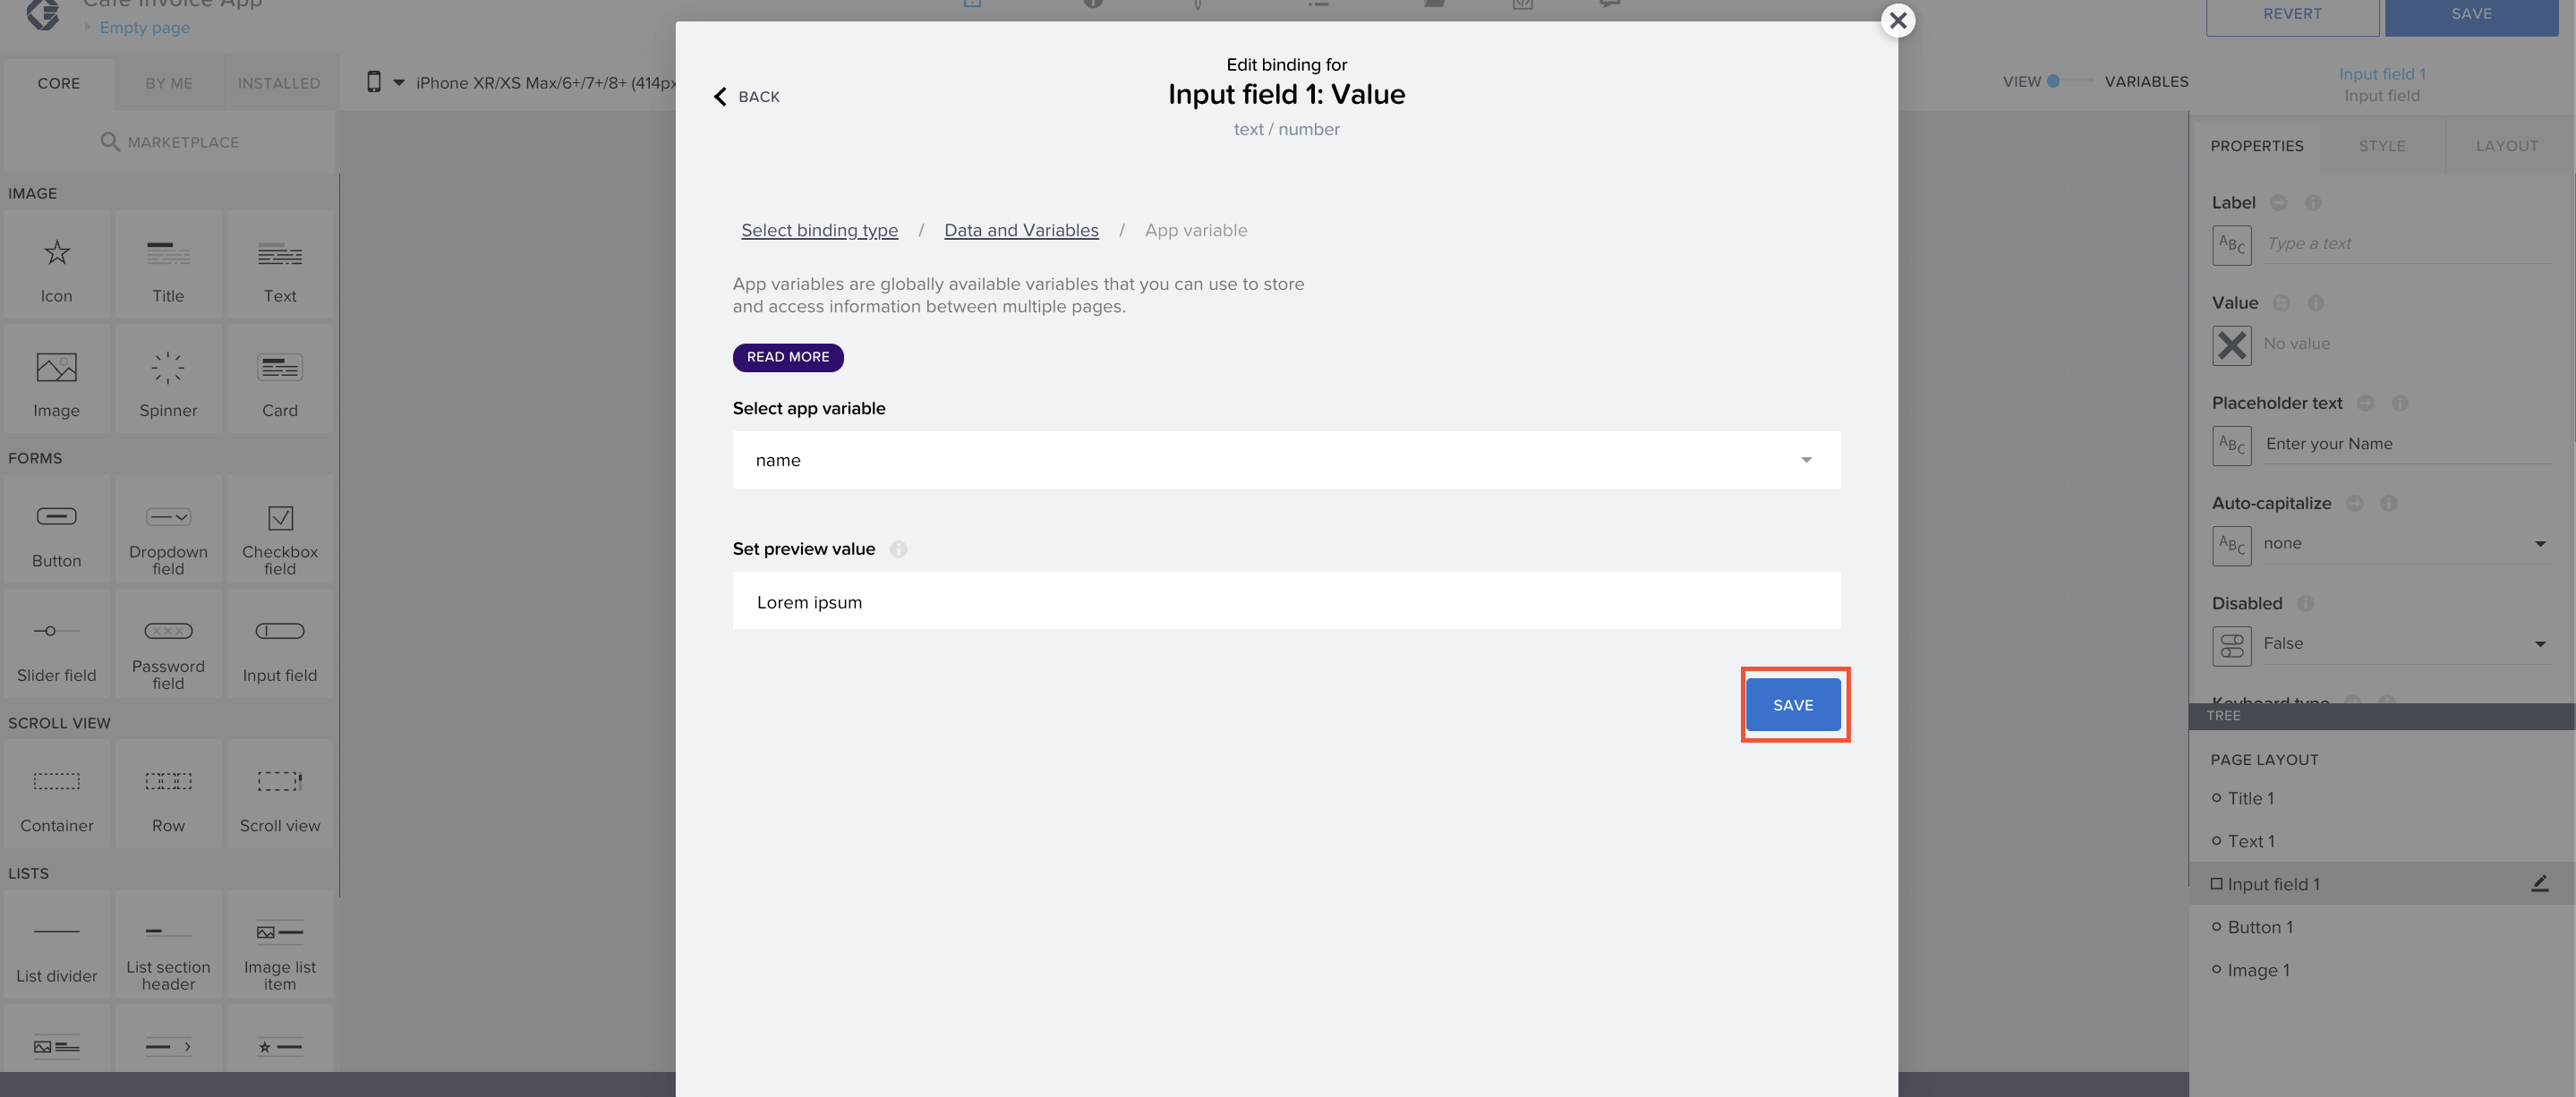 Cafe Invoice App
Empty page
REVERT
SAVE
CORE
BY ME
INSTALLED
iPhone XR/XS Max/6+/7+/8+ (414px
VIEW
VARIABLES
Input field 1
Input field
MARKETPLACE
IMAGE
Icon
Title
Text
Image
Spinner
Card
FORMS
Button
Dropdown
field
Checkbox
field
Slider field
Password
field
Input field
SCROLL VIEW
Container
Row
Scroll view
LISTS
List divider
List section
header
Image list
item
Edit binding for
BACK
Input field 1: Value
text / number
Select binding type / Data and Variables / App variable
App variables are globally available variables that you can use to store
and access information between multiple pages.
READ MORE
Select app variable
name
Set preview value
Lorem ipsum
SAVE
PROPERTIES
STYLE
LAYOUT
Label
ABC
Type a text
Value
No value
Placeholder text
ABC
Enter your Name
Auto-capitalize
ABC
none
Disabled
False
Keyboard type
TREE
PAGE LAYOUT
Title 1
Text 1
Input field 1
Button 1
Image 1